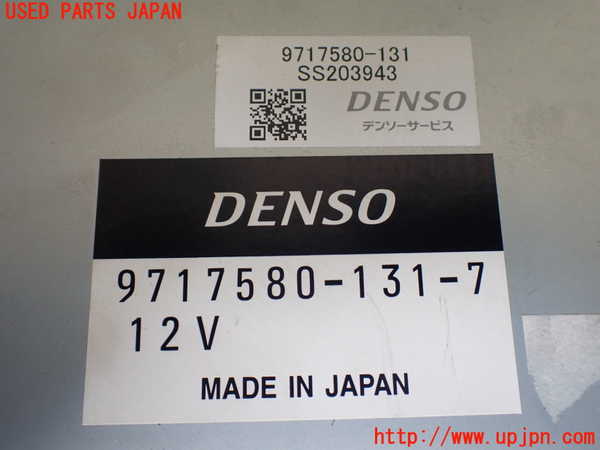 USED PARTS JAPAN
9717580-131
SS203943
DENSO
デンソーサービス
DENSO
9717580-131-7
12V
MADE IN JAPAN
http://www.upjpn.com/